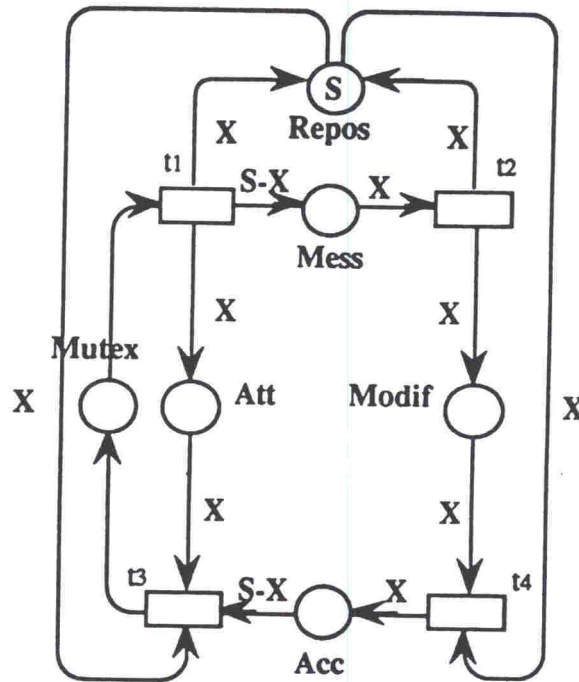 S
Repos
X
X
t1
t2
S-X
X
Mess
X
X
Mutex
X
Att
Modif
X
X
X
t3
S-X
X
t4
Acc